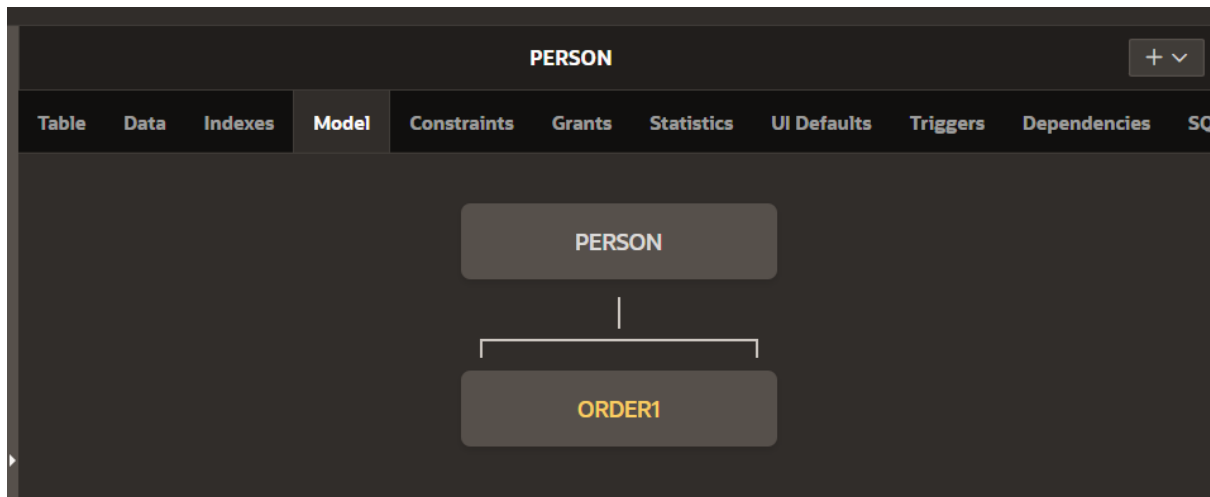 PERSON
Table Data Indexes Model Constraints Grants Statistics UI Defaults Triggers Dependencies
PERSON
ORDER1